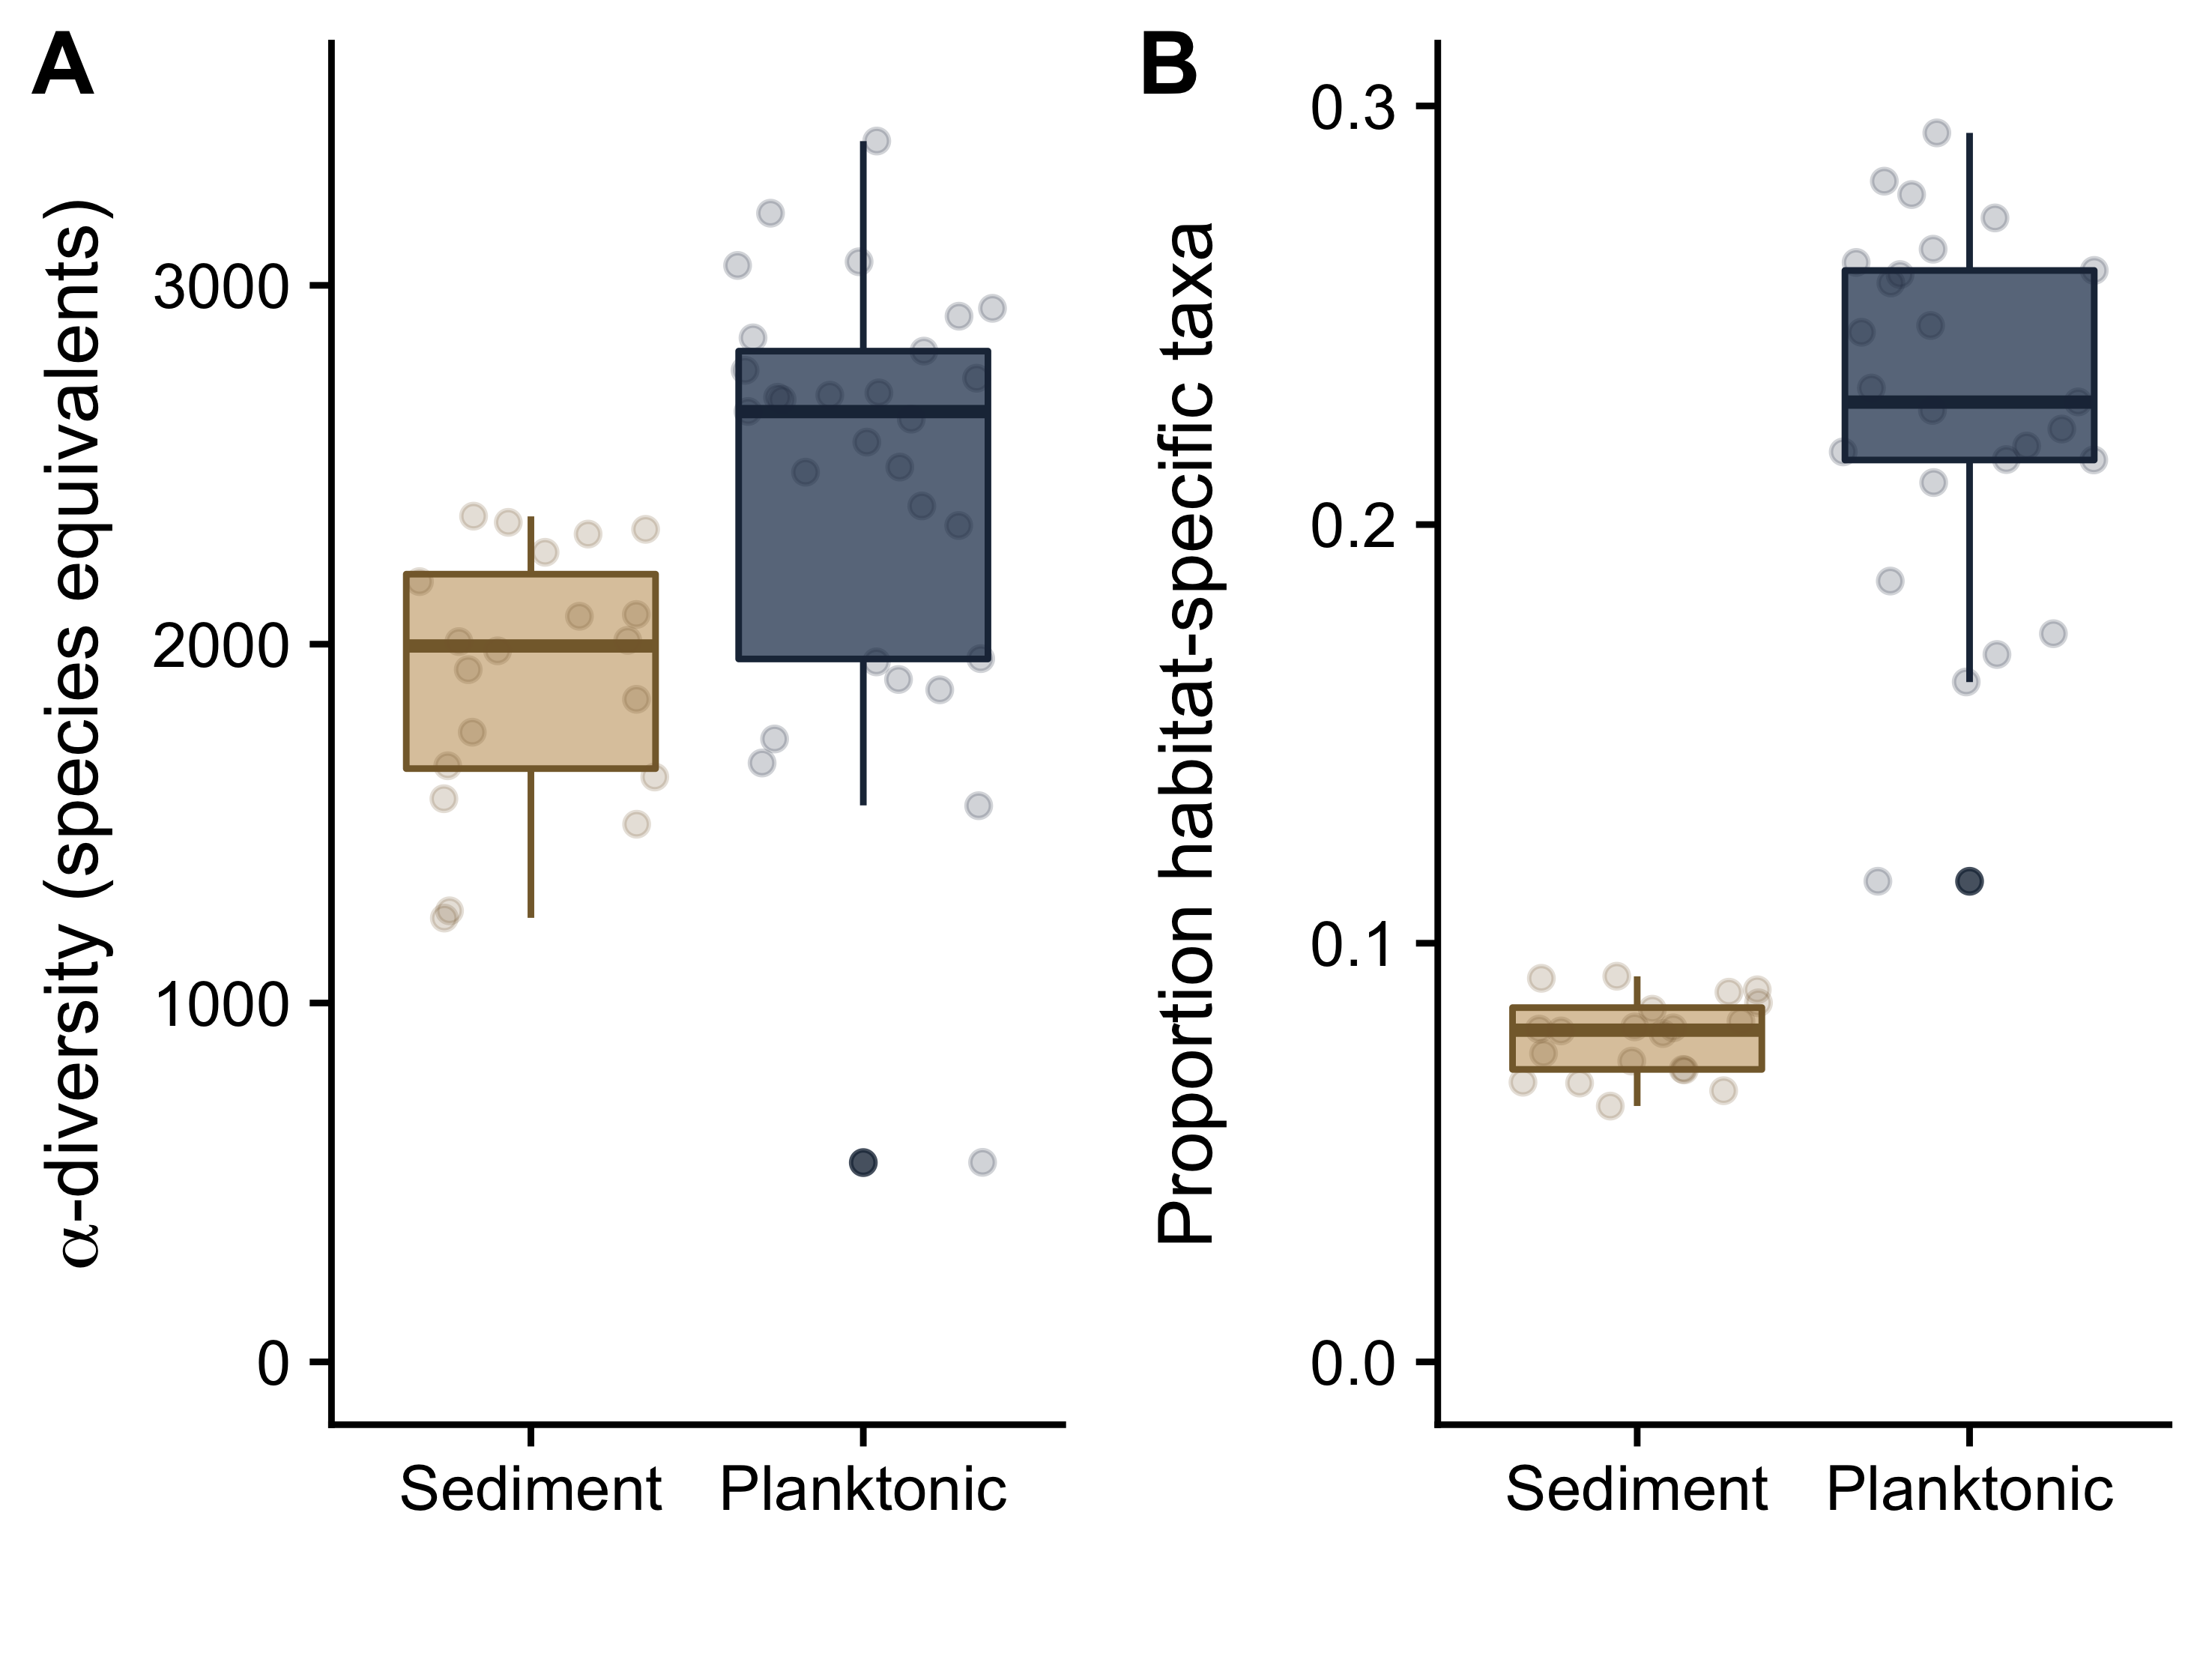 A
α-diversity (species equivalents)
3000
2000
1000
0
Sediment Planktonic
B
Proportion habitat-specific taxa
0.3
0.2
0.1
0.0
Sediment Planktonic